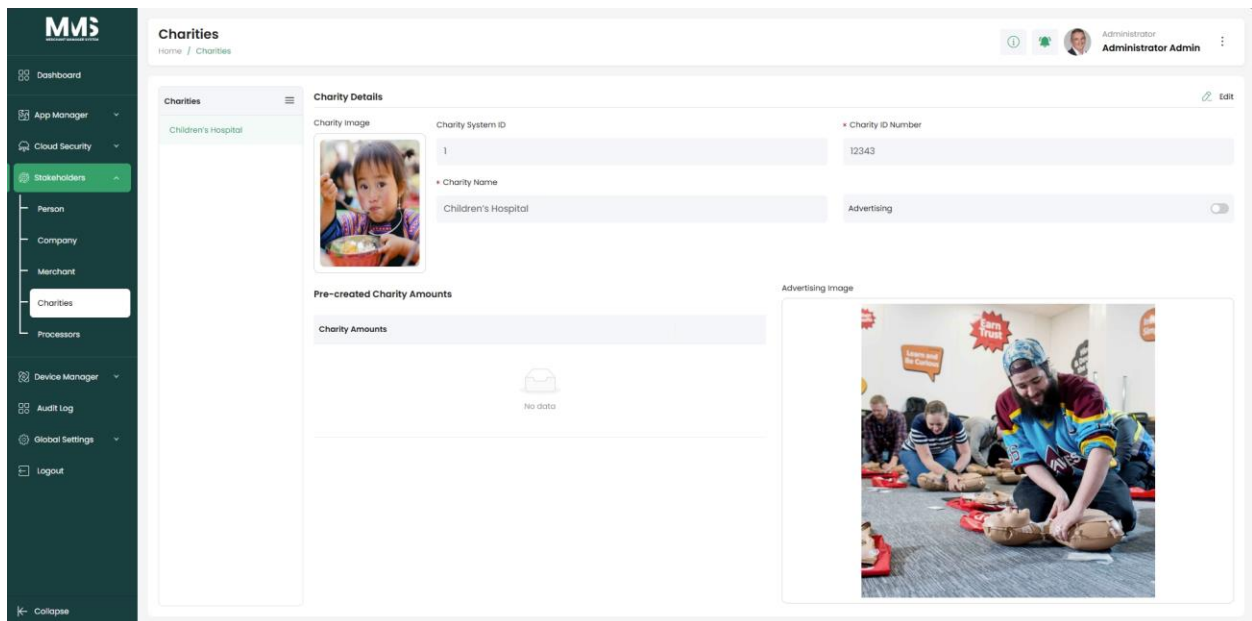 MMS
MERCHANT MANAGER SYSTEM
Dashboard
App Manager
Cloud Security
Stakeholders
Person
Company
Merchant
Charities
Processors
Device Manager
Audit Log
Global Settings
Logout
Collapse
Charities
Home / Charities
Administrator
Administrator Admin
Charities
Children's Hospital
Charity Details
Edit
Charity Image
Charity System ID
1
* Charity ID Number
12343
* Charity Name
Children's Hospital
Advertising
Pre-created Charity Amounts
Charity Amounts
No data
Advertising Image
Learn and
Be Curious
Earn
Trust